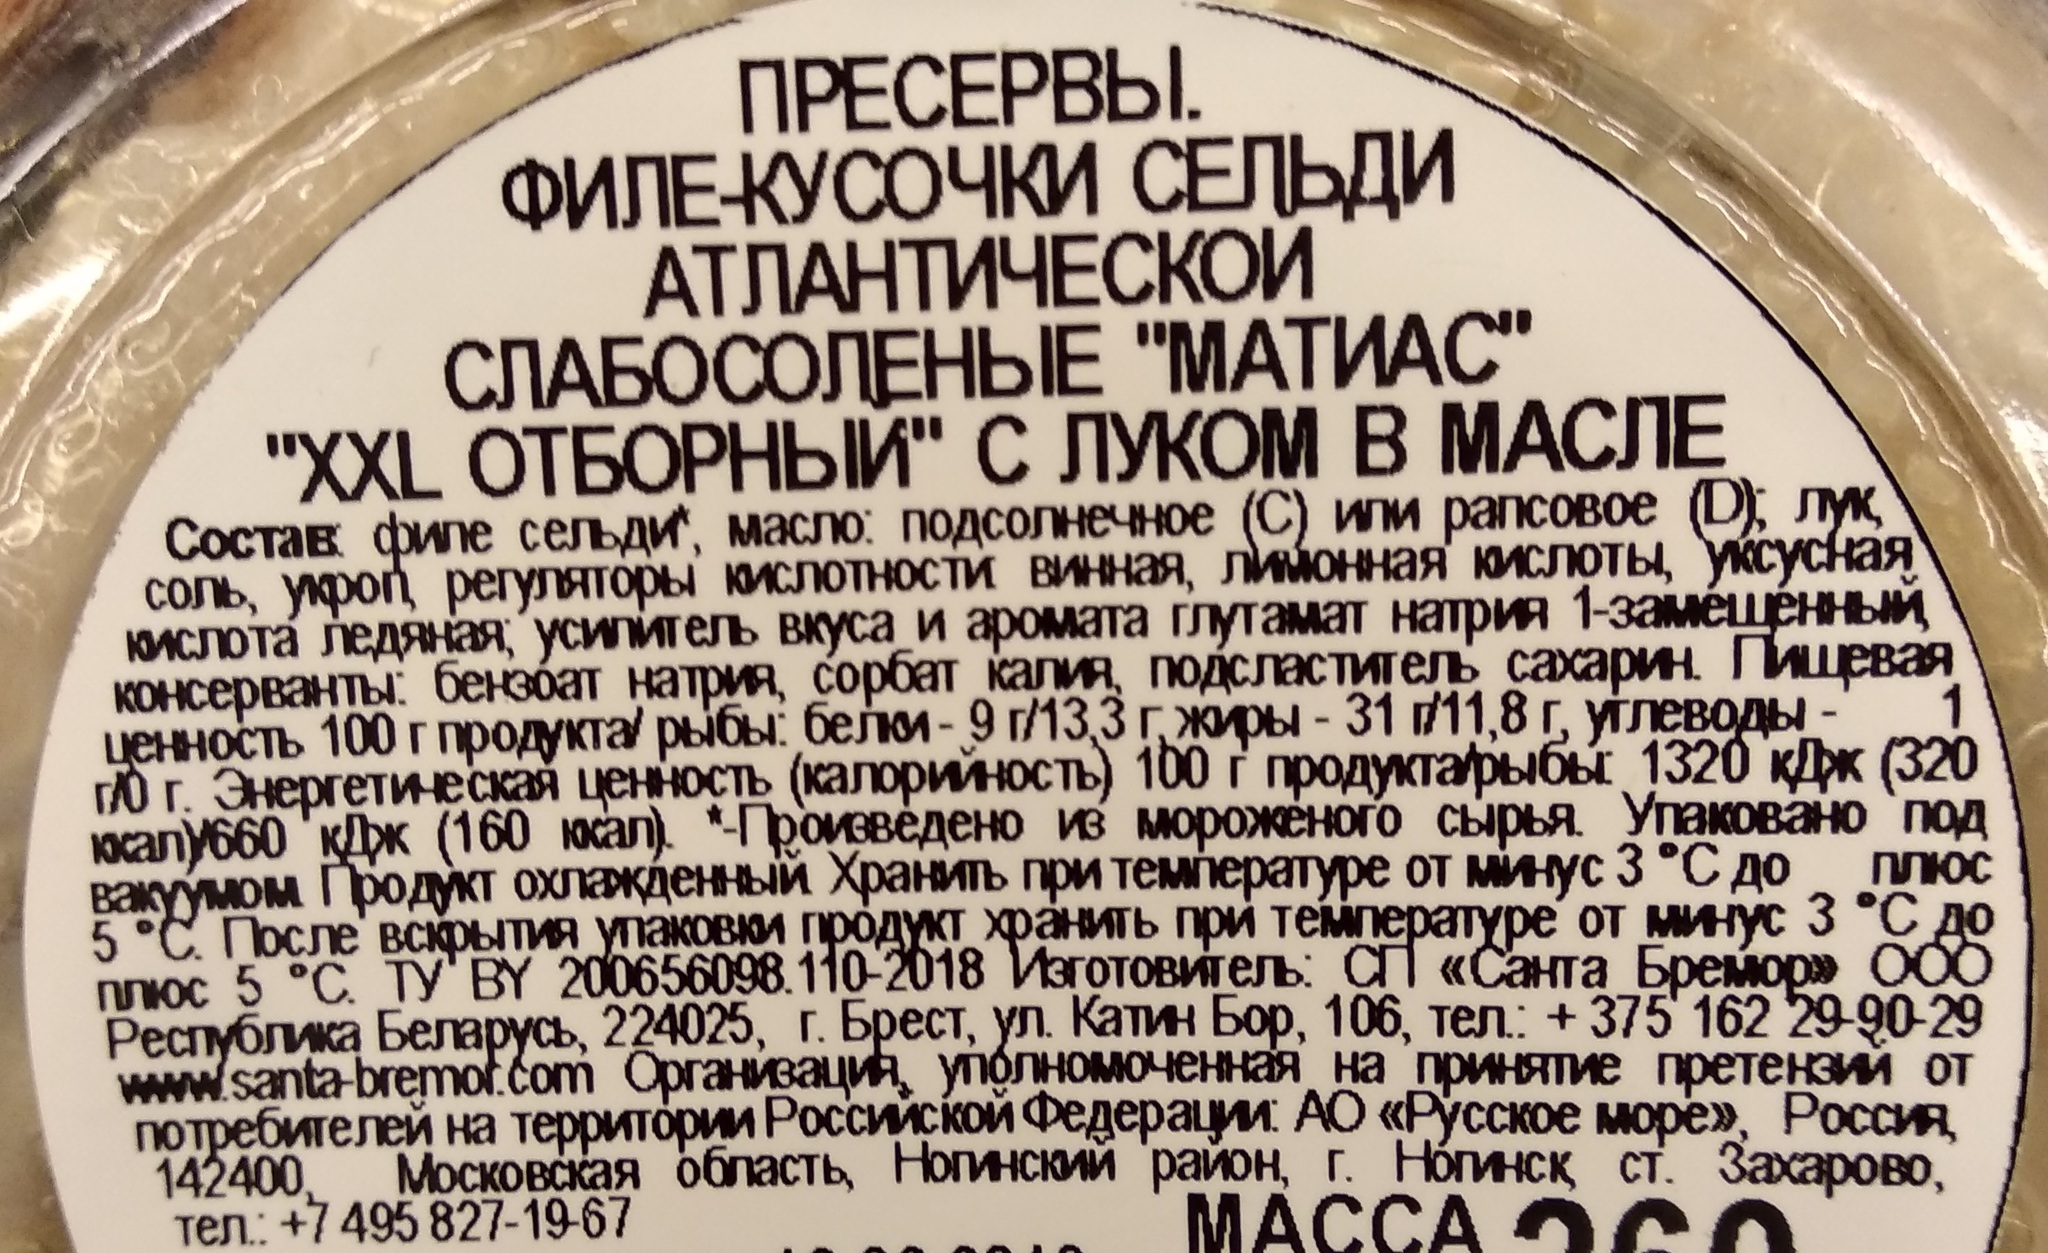 ПРЕСЕРВЫ.
ФИЛЕ-КУСОЧКИ СЕЛЬДИ
АТЛАНТИЧЕСКОЙ
СЛАБОСОЛЕНЫЕ "МАТИАС"
"XXL ОТБОРНЫЙ" С ЛУКОМ В МАСЛЕ
Состав: филе сельди*, масло: подсолнечное (С) или рапсовое (D); лук,
соль, укроп, регуляторы кислотности: винная, лимонная кислоты, уксусная
кислота ледяная; усилитель вкуса и аромата глутамат натрия 1-замещенный,
консерванты: бензоат натрия, сорбат калия, подсластитель сахарин. Пищевая
ценность 100 г продукта/ рыбы: белки - 9 г/13,3 г, жиры - 31 г/11,8 г, углеводы - 1
г/0 г. Энергетическая ценность (калорийность) 100 г продукта/рыбы: 1320 кДж (320
ккал)/660 кДж (160 ккал). *-Произведено из мороженого сырья. Упаковано под
вакуумом. Продукт охлажденный. Хранить при температуре от минус 3 °С до плюс
5 °С. После вскрытия упаковки продукт хранить при температуре от минус 3 °С до
плюс 5 °С. ТУ BY 200656098.110-2018 Изготовитель: СП «Санта Бремор» ООО
Республика Беларусь, 224025, г. Брест, ул. Катин Бор, 106, тел.: + 375 162 29-90-29
www.santa-bremor.com Организация, уполномоченная на принятие претензий от
потребителей на территории Российской Федерации: АО «Русское море», Россия,
142400, Московская область, Ногинский район, г. Ногинск, ст. Захарово,
тел.: +7 495 827-19-67
МАССА